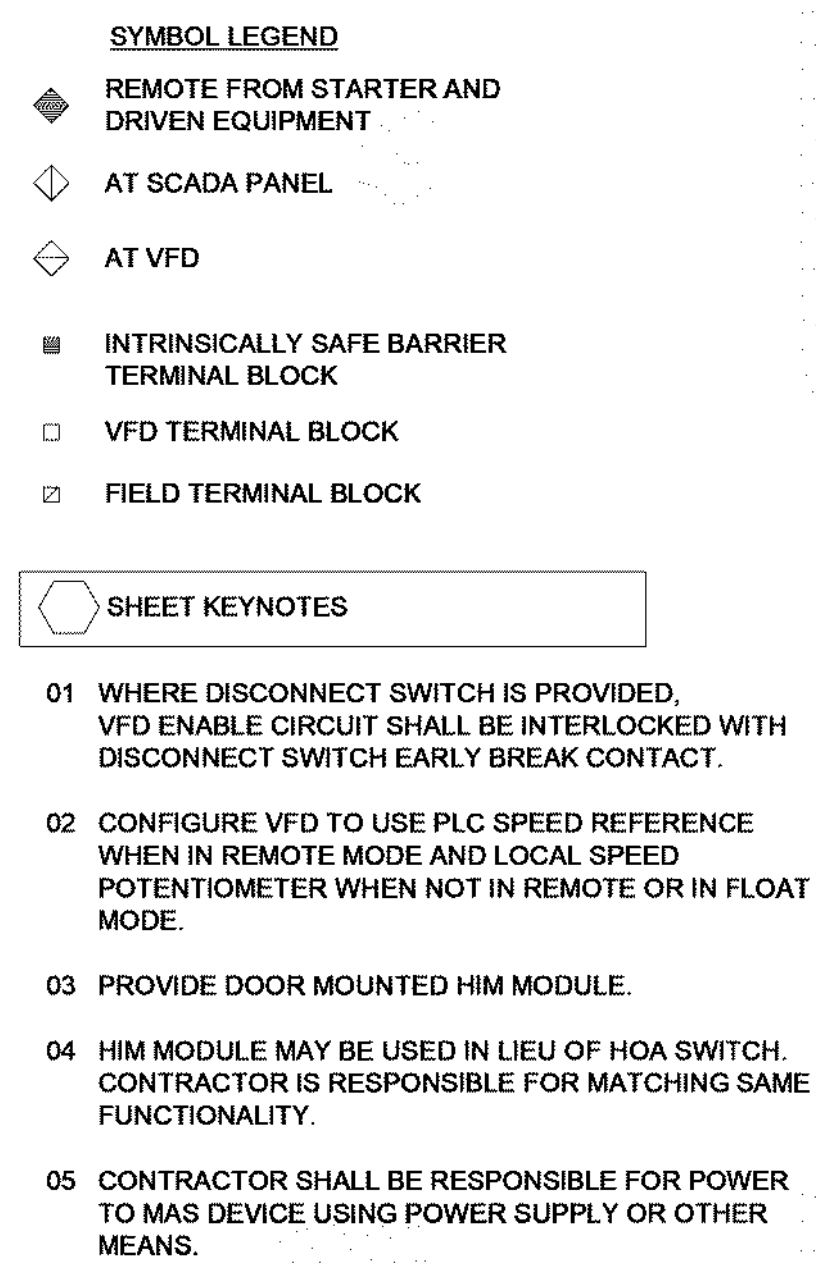 SYMBOL LEGEND
REMOTE FROM STARTER AND
DRIVEN EQUIPMENT
AT SCADA PANEL
AT VFD
INTRINSICALLY SAFE BARRIER
TERMINAL BLOCK
VFD TERMINAL BLOCK
FIELD TERMINAL BLOCK
SHEET KEYNOTES
01 WHERE DISCONNECT SWITCH IS PROVIDED,
VFD ENABLE CIRCUIT SHALL BE INTERLOCKED WITH
DISCONNECT SWITCH EARLY BREAK CONTACT.
02 CONFIGURE VFD TO USE PLC SPEED REFERENCE
WHEN IN REMOTE MODE AND LOCAL SPEED
POTENTIOMETER WHEN NOT IN REMOTE OR IN FLOAT
MODE.
03 PROVIDE DOOR MOUNTED HIM MODULE.
04 HIM MODULE MAY BE USED IN LIEU OF HOA SWITCH.
CONTRACTOR IS RESPONSIBLE FOR MATCHING SAME
FUNCTIONALITY.
05 CONTRACTOR SHALL BE RESPONSIBLE FOR POWER
TO MAS DEVICE USING POWER SUPPLY OR OTHER
MEANS.